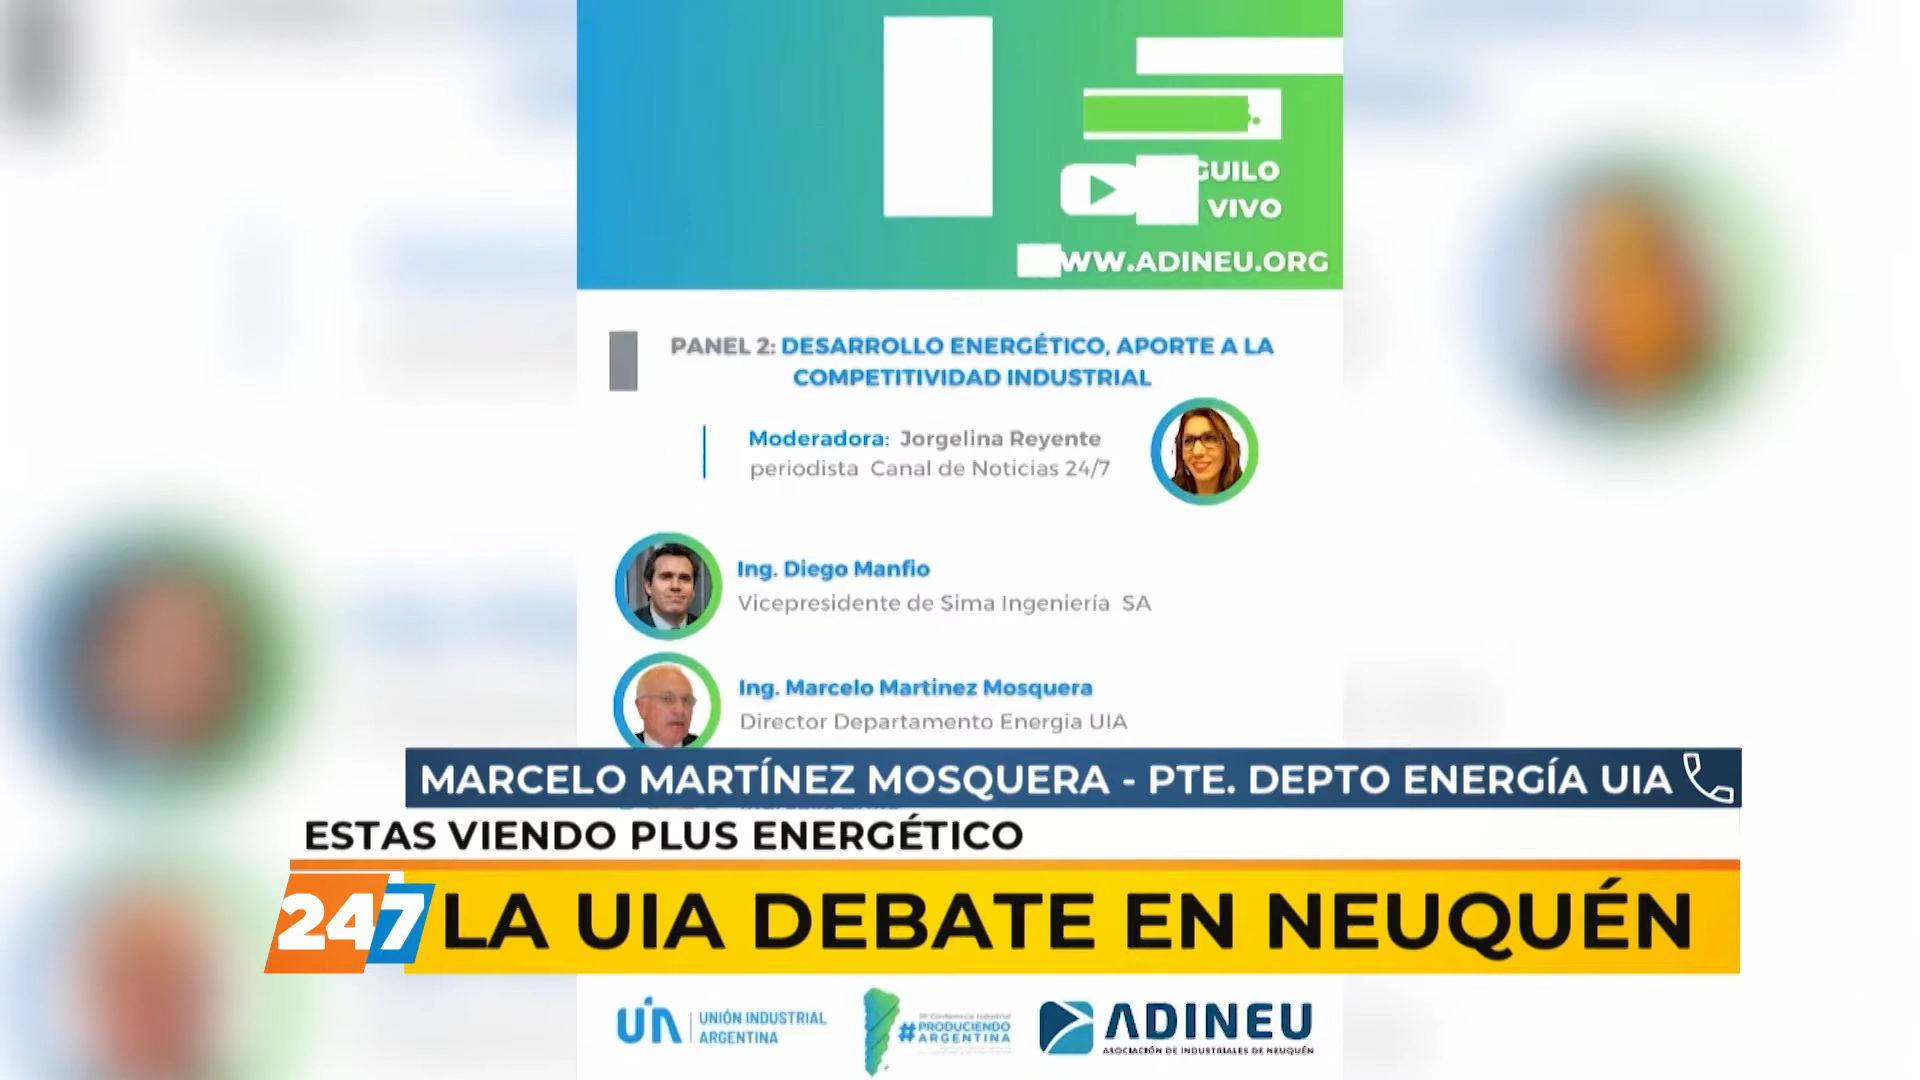 GUILO
VIVO
WW.ADINEU.ORG
PANEL 2: DESARROLLO ENERGÉTICO, APORTE A LA
COMPETITIVIDAD INDUSTRIAL
Moderadora: Jorgelina Reyente
periodista Canal de Noticias 24/7
Ing. Diego Manfio
Vicepresidente de Sima Ingeniería SA
Ing. Marcelo Martinez Mosquera
Director Departamento Energia UIA
MARCELO MARTÍNEZ MOSQUERA - PTE. DEPTO ENERGÍA UIA
ESTAS VIENDO PLUS ENERGÉTICO
247 LA UIA DEBATE EN NEUQUÉN
UIA UNIÓN INDUSTRIAL
ARGENTINA
#PRODUCIENDO
ARGENTINA
ADINEU
ASOCIACIÓN DE INDUSTRIALES DE NEUQUÉN